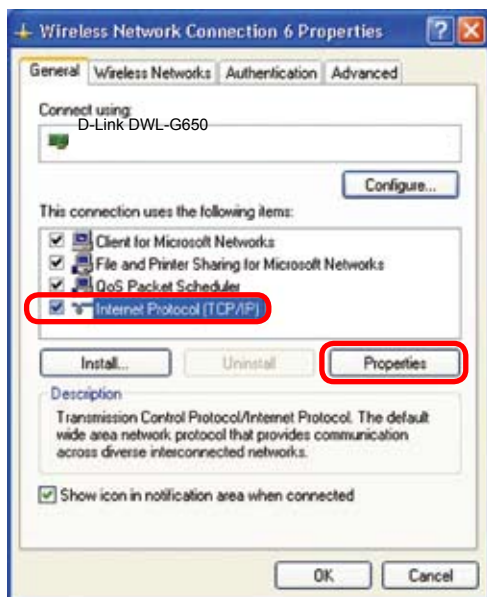 Wireless Network Connection 6 Properties
General Wireless Networks Authentication Advanced
Connect using:
D-Link DWL-G650
Configure...
This connection uses the following items:
Client for Microsoft Networks
File and Printer Sharing for Microsoft Networks
QoS Packet Scheduler
Internet Protocol (TCP/IP)
Install... Uninstall Properties
Description
Transmission Control Protocol/Internet Protocol. The default
wide area network protocol that provides communication
across diverse interconnected networks.
Show icon in notification area when connected
OK Cancel